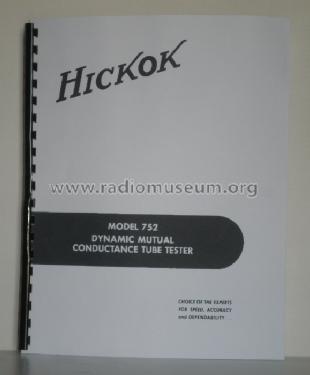 HICKOK
www.radiomuseum.org
MODEL 752
DYNAMIC MUTUAL
CONDUCTANCE TUBE TESTER
CHOICE OF THE EXPERTS
FOR SPEED, ACCURACY
and DEPENDABILITY